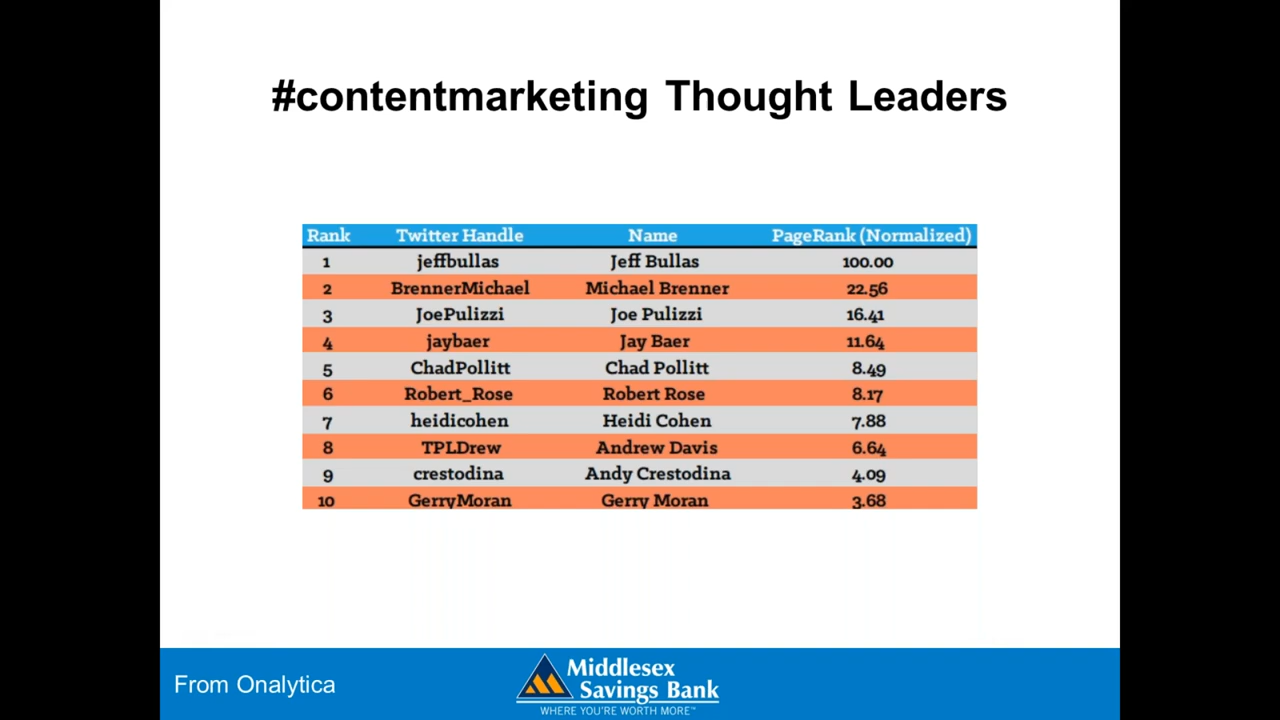 #contentmarketing Thought Leaders
Rank Twitter Handle Name PageRank (Normalized)
1 jeffbullas Jeff Bullas 100.00
2 BrennerMichael Michael Brenner 22.56
3 JoePulizzi Joe Pulizzi 16.41
4 jaybaer Jay Baer 11.64
5 ChadPollitt Chad Pollitt 8.49
6 Robert_Rose Robert Rose 8.17
7 heidicohen Heidi Cohen 7.88
8 TPLDrew Andrew Davis 6.64
9 crestodina Andy Crestodina 4.09
10 GerryMoran Gerry Moran 3.68
From Onalytica
Middlesex
Savings Bank
WHERE YOU'RE WORTH MORE™